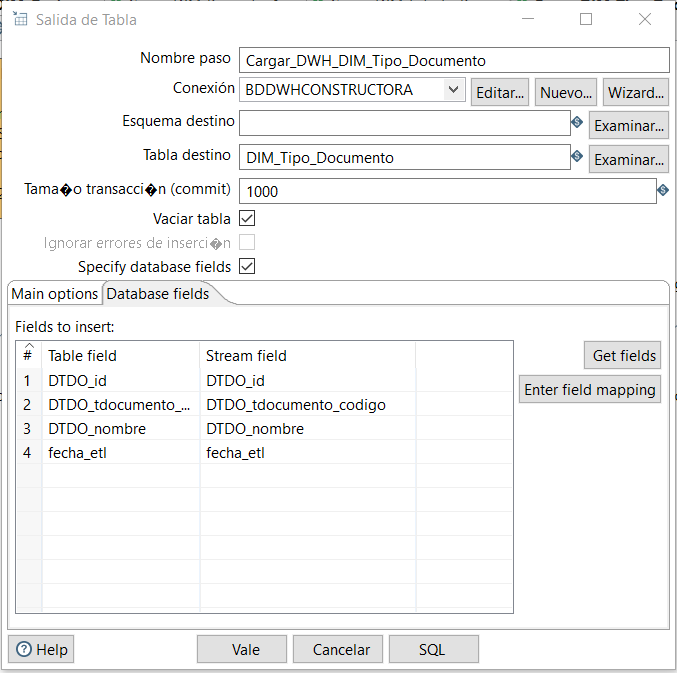 Salida de Tabla
Nombre paso Cargar_DWH_DIM_Tipo_Documento
Conexión BDDWHCONSTRUCTORA Editar... Nuevo... Wizard...
Esquema destino Examinar...
Tabla destino DIM_Tipo_Documento Examinar...
Tama�o transacci�n (commit) 1000
Vaciar tabla
Ignorar errores de inserci�n
Specify database fields
Main options Database fields
Fields to insert:
# Table field Stream field Get fields
1 DTDO_id DTDO_id
Enter field mapping
2 DTDO_tdocumento_... DTDO_tdocumento_codigo
3 DTDO_nombre DTDO_nombre
4 fecha_etl fecha_etl
Help Vale Cancelar SQL